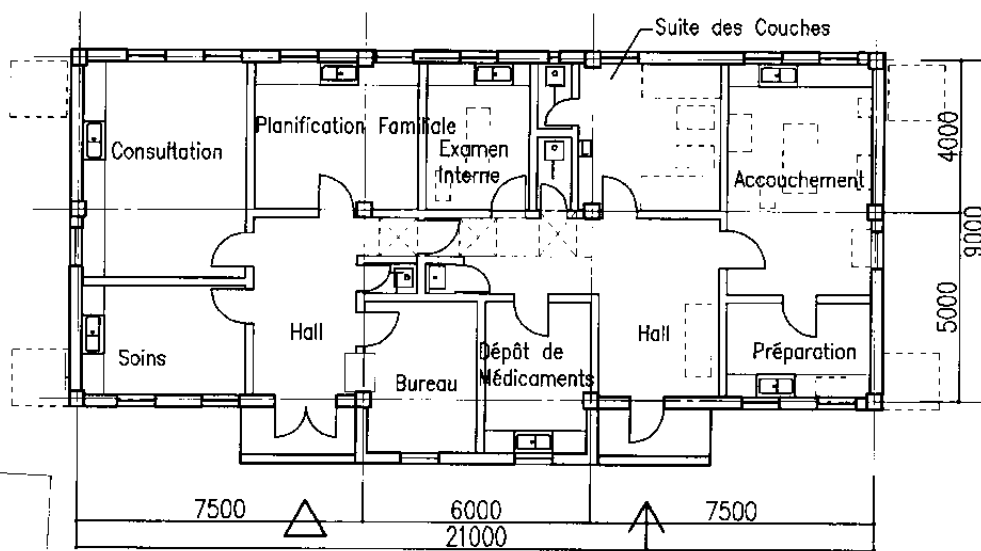 Suite des Couches
Planification Familiale
Consultation
Examen
Interne
Accouchement
4000
9000
5000
Hall
Hall
Soins
Bureau
Dépôt de
Médicaments
Préparation
7500
6000
7500
21000